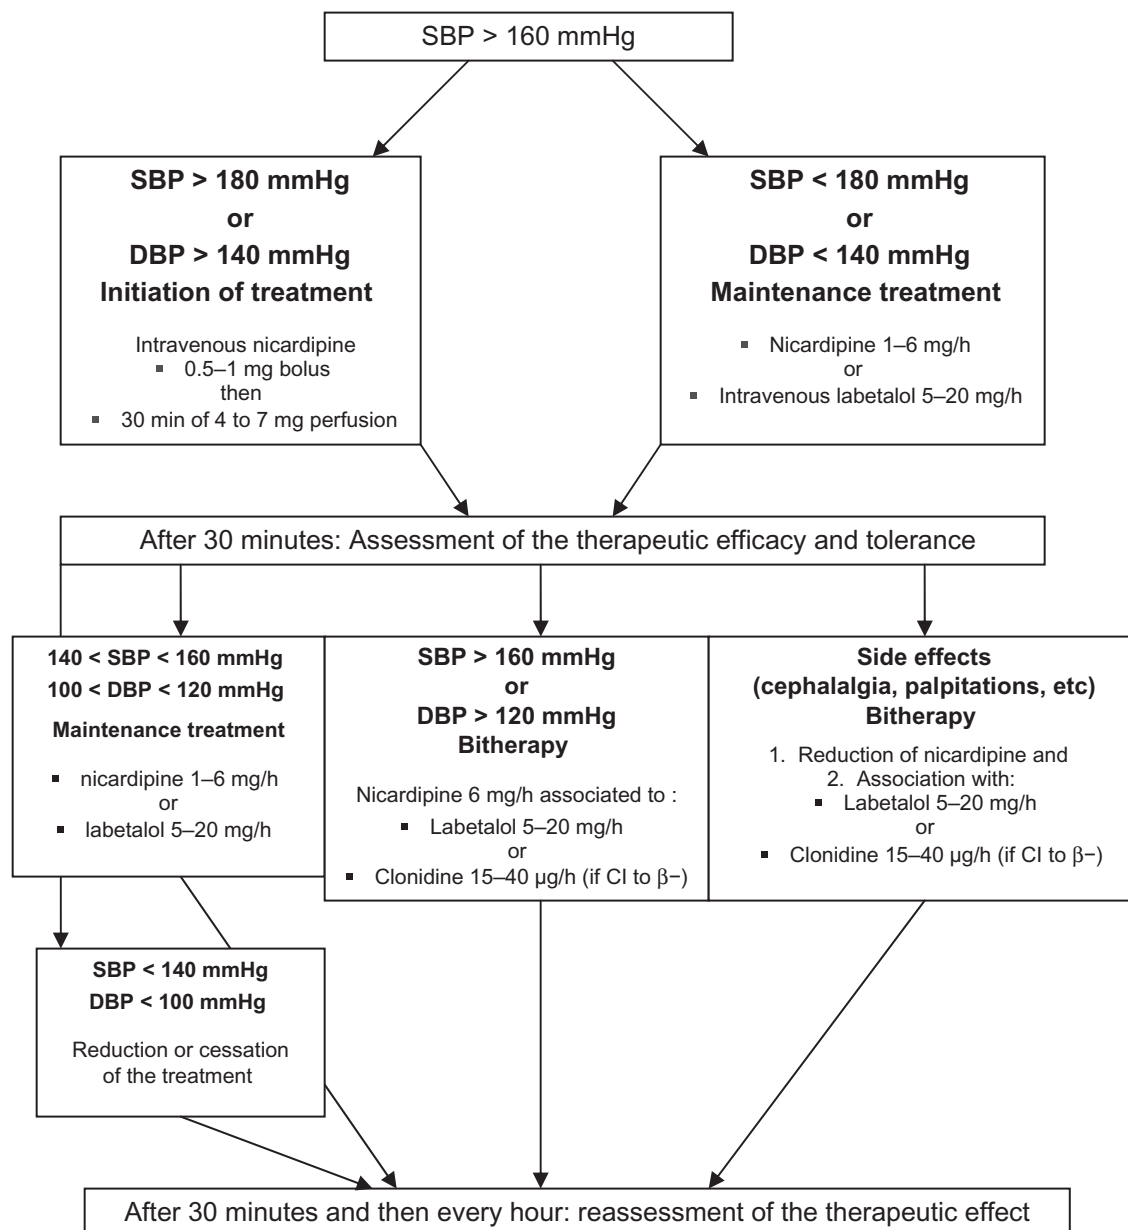 SBP > 160 mmHg
SBP > 180 mmHg
or
DBP > 140 mmHg
Initiation of treatment
Intravenous nicardipine
▪ 0.5–1 mg bolus
then
▪ 30 min of 4 to 7 mg perfusion
SBP < 180 mmHg
or
DBP < 140 mmHg
Maintenance treatment
▪ Nicardipine 1–6 mg/h
or
▪ Intravenous labetalol 5–20 mg/h
After 30 minutes: Assessment of the therapeutic efficacy and tolerance
140 < SBP < 160 mmHg
100 < DBP < 120 mmHg
Maintenance treatment
▪ nicardipine 1–6 mg/h
or
▪ labetalol 5–20 mg/h
SBP > 160 mmHg
or
DBP > 120 mmHg
Bitherapy
Nicardipine 6 mg/h associated to :
▪ Labetalol 5–20 mg/h
or
▪ Clonidine 15–40 µg/h (if CI to β−)
Side effects
(cephalalgia, palpitations, etc)
Bitherapy
1. Reduction of nicardipine and
2. Association with:
▪ Labetalol 5–20 mg/h
or
▪ Clonidine 15–40 µg/h (if CI to β−)
SBP < 140 mmHg
DBP < 100 mmHg
Reduction or cessation
of the treatment
After 30 minutes and then every hour: reassessment of the therapeutic effect